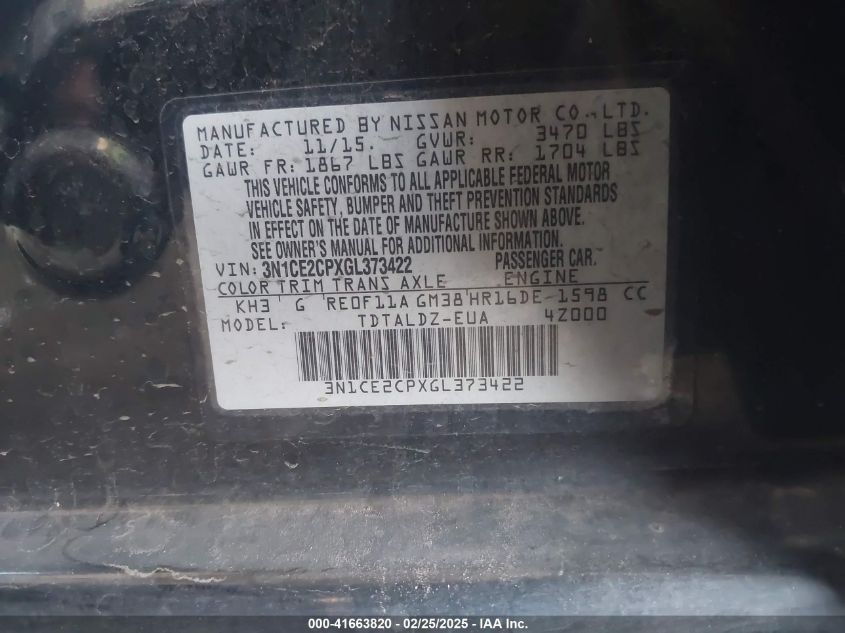 MANUFACTURED BY NISSAN MOTOR CO.,LTD.
DATE: 11/15. GVWR: 3470 LBS
GAWR FR: 1867 LBS GAWR RR: 1704 LBS
THIS VEHICLE CONFORMS TO ALL APPLICABLE FEDERAL MOTOR
VEHICLE SAFETY, BUMPER AND THEFT PREVENTION STANDARDS
IN EFFECT ON THE DATE OF MANUFACTURE SHOWN ABOVE.
SEE OWNER'S MANUAL FOR ADDITIONAL INFORMATION.
VIN: 3N1CE2CPXGL373422 PASSENGER CAR.
COLOR TRIM TRANS AXLE ENGINE
KH3 G RE0F11A GM38 HR16DE-1598 CC
MODEL: TDTALDZ-EUA 4Z000
3N1CE2CPXGL373422
000-41663820 - 02/25/2025 - IAA Inc.